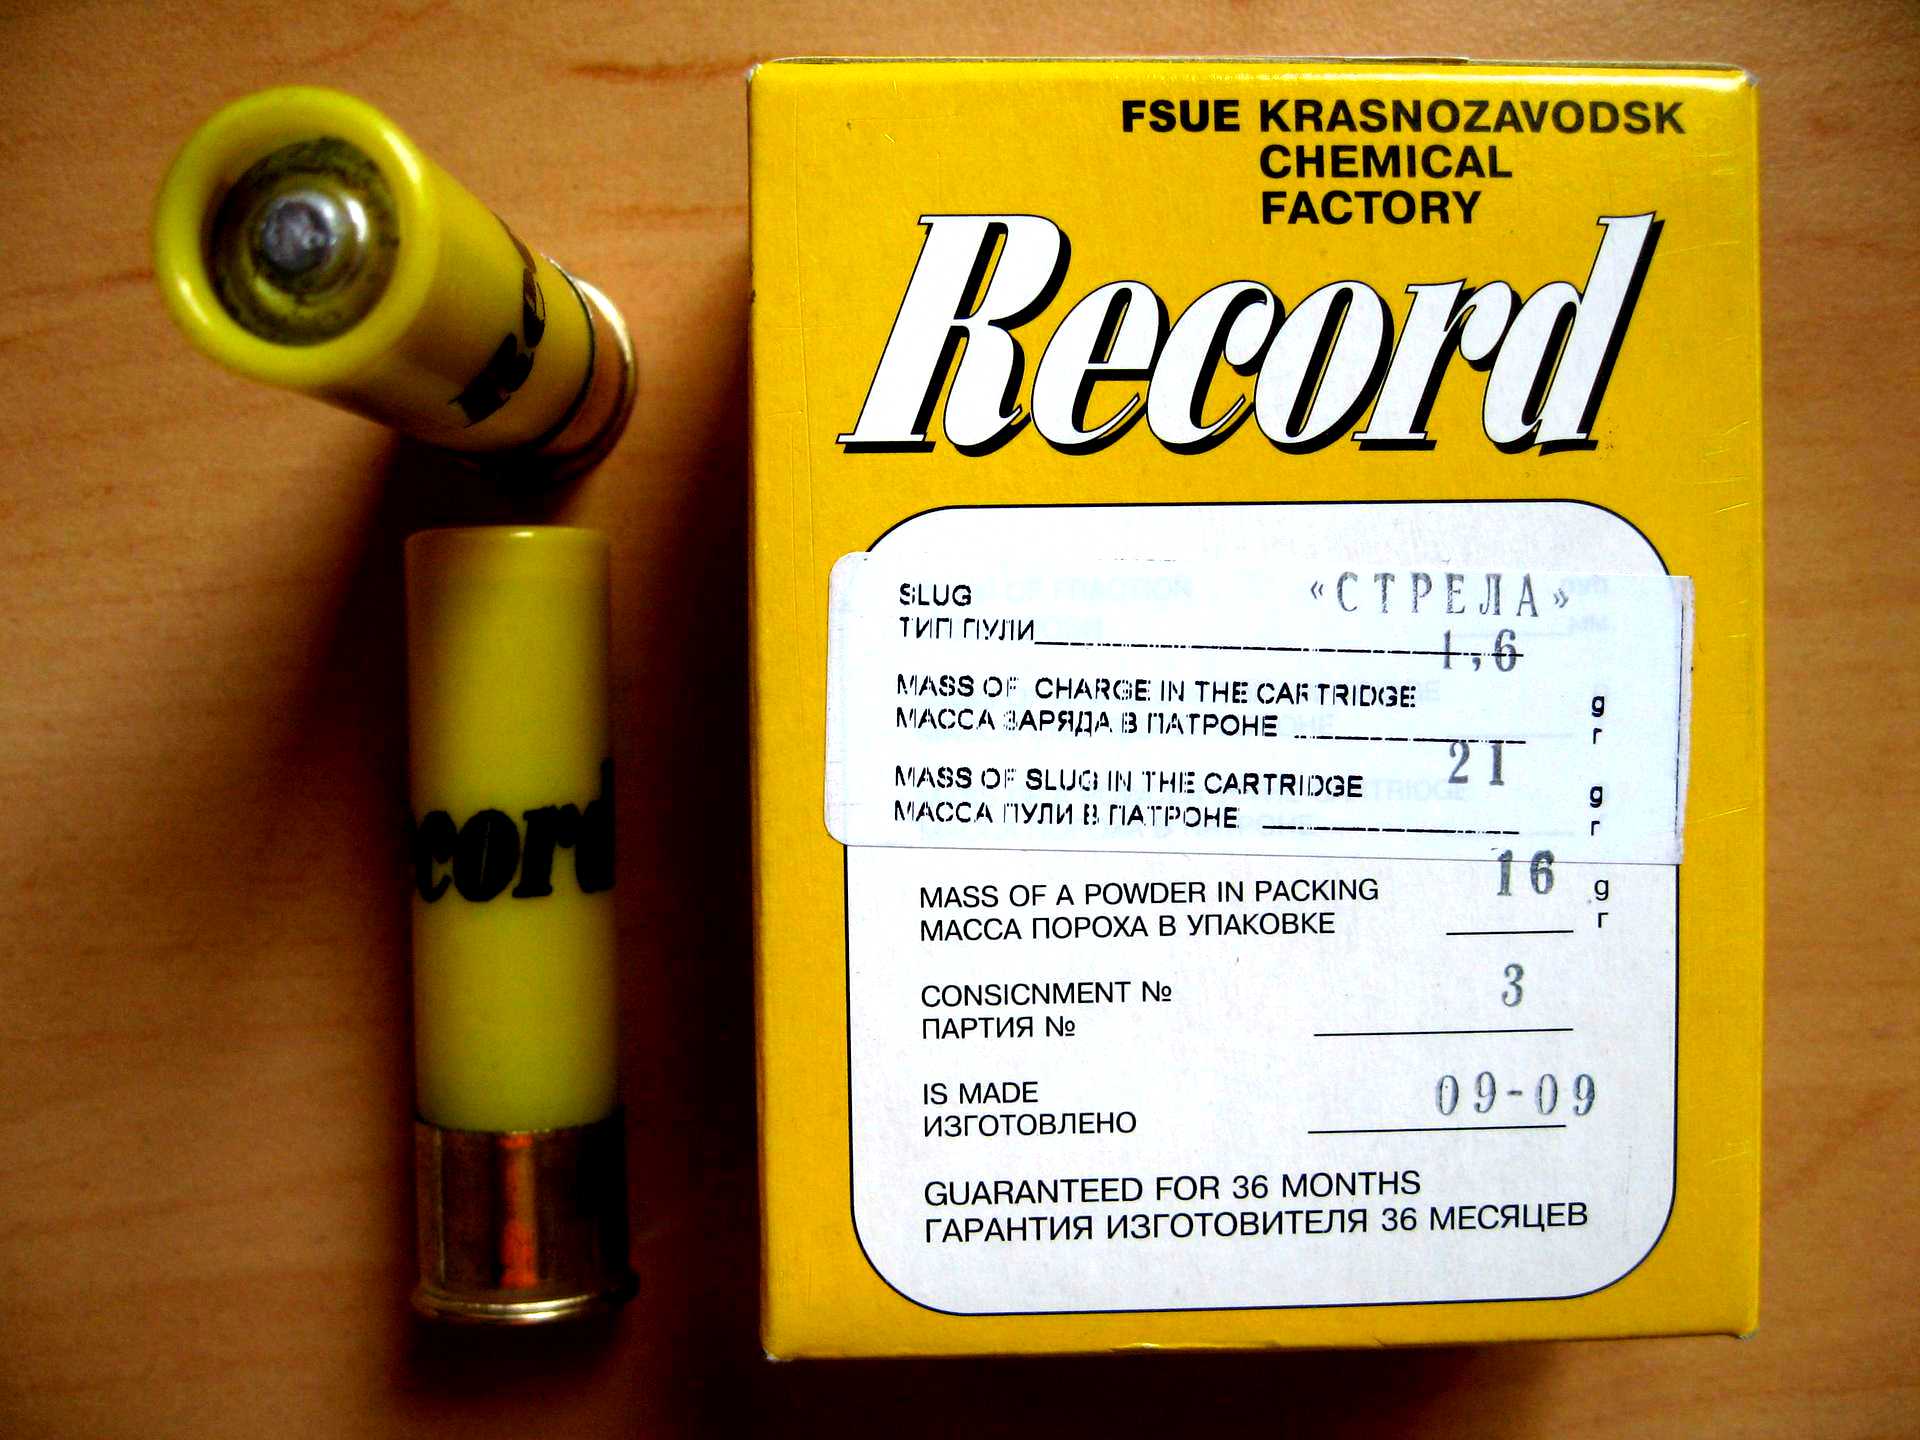 FSUE KRASNOZAVODSK
CHEMICAL
FACTORY
Record
SLUG «СТРЕЛА»
ТИП ПУЛИ
1,6
MASS OF CHARGE IN THE CARTRIDGE g
МАССА ЗАРЯДА В ПАТРОНЕ г
21
MASS OF SLUG IN THE CARTRIDGE g
МАССА ПУЛИ В ПАТРОНЕ г
16
MASS OF A POWDER IN PACKING g
МАССА ПОРОХА В УПАКОВКЕ г
CONSICNMENT № 3
ПАРТИЯ №
IS MADE 09-09
ИЗГОТОВЛЕНО
GUARANTEED FOR 36 MONTHS
ГАРАНТИЯ ИЗГОТОВИТЕЛЯ 36 МЕСЯЦЕВ
cord